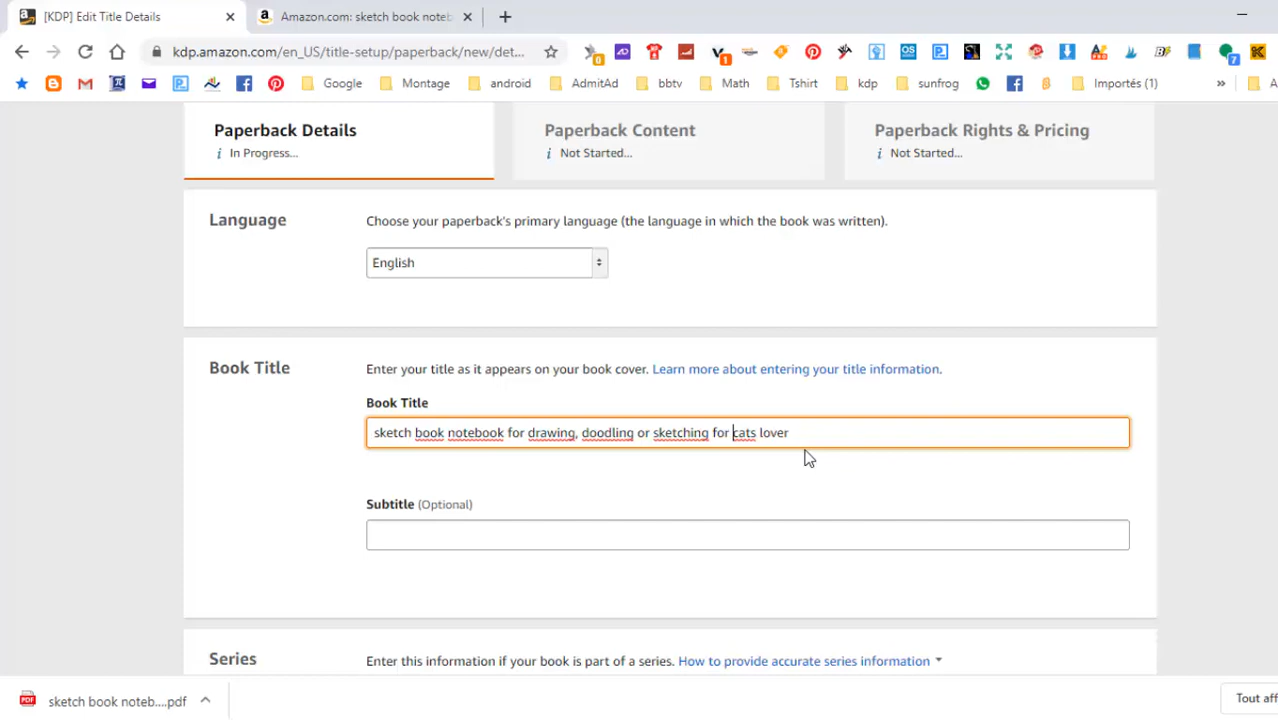 [KDP] Edit Title Details
Amazon.com: sketch book noteb
kdp.amazon.com/en_US/title-setup/paperback/new/det...
Google
Montage
android
AdmitAd
bbtv
Math
Tshirt
kdp
sunfrog
Importés (1)
»
Paperback Details
In Progress...
Paperback Content
Not Started...
Paperback Rights & Pricing
Not Started...
Language
Choose your paperback's primary language (the language in which the book was written).
English
Book Title
Enter your title as it appears on your book cover. Learn more about entering your title information.
Book Title
sketch book notebook for drawing, doodling or sketching for cats lover
Subtitle (Optional)
Series
Enter this information if your book is part of a series. How to provide accurate series information
sketch book noteb....pdf
Tout aff